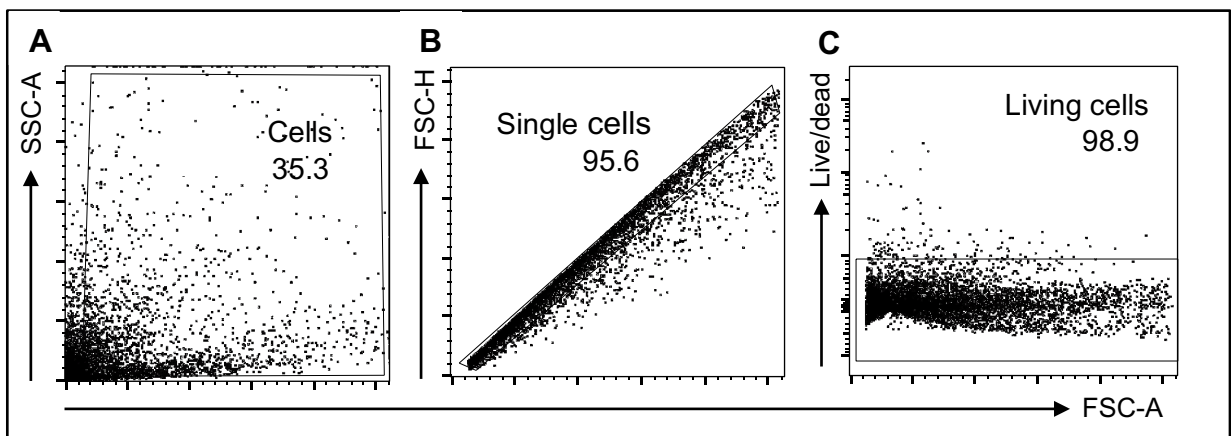 A
SSC-A
Cells
35.3
B
FSC-H
Single cells
95.6
C
Live/dead
Living cells
98.9
FSC-A